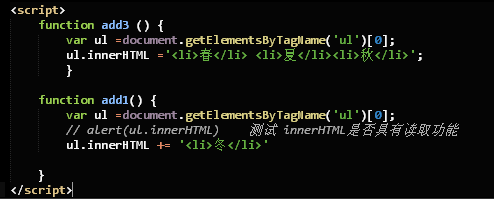 <script>
function add3 () {
var ul =document.getElementsByTagName('ul')[0];
ul.innerHTML ='<li>春</li> <li>夏</li><li>秋</li>';
}
function add1() {
var ul =document.getElementsByTagName('ul')[0];
// alert(ul.innerHTML) 测试 innerHTML是否具有读取功能
ul.innerHTML += '<li>冬</li>'
}
</script>